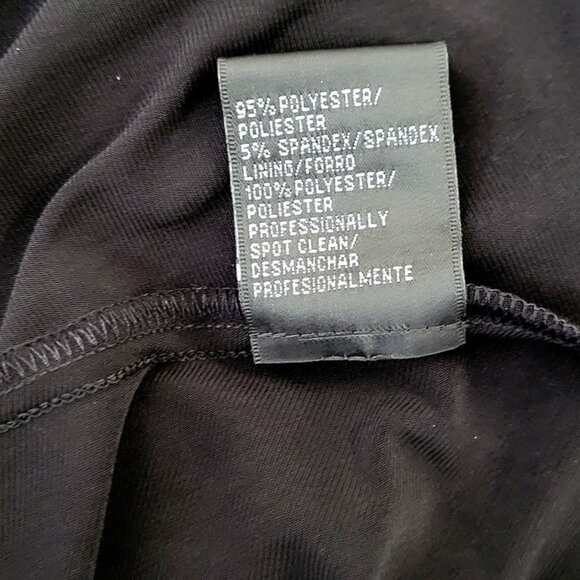 95% POLYESTER/
POLIESTER
5% SPANDEX/SPANDEX
LINING/FORRO
100% POLYESTER/
POLIESTER
PROFESSIONALLY
SPOT CLEAN/
DESMANCHAR
PROFESIONALMENTE